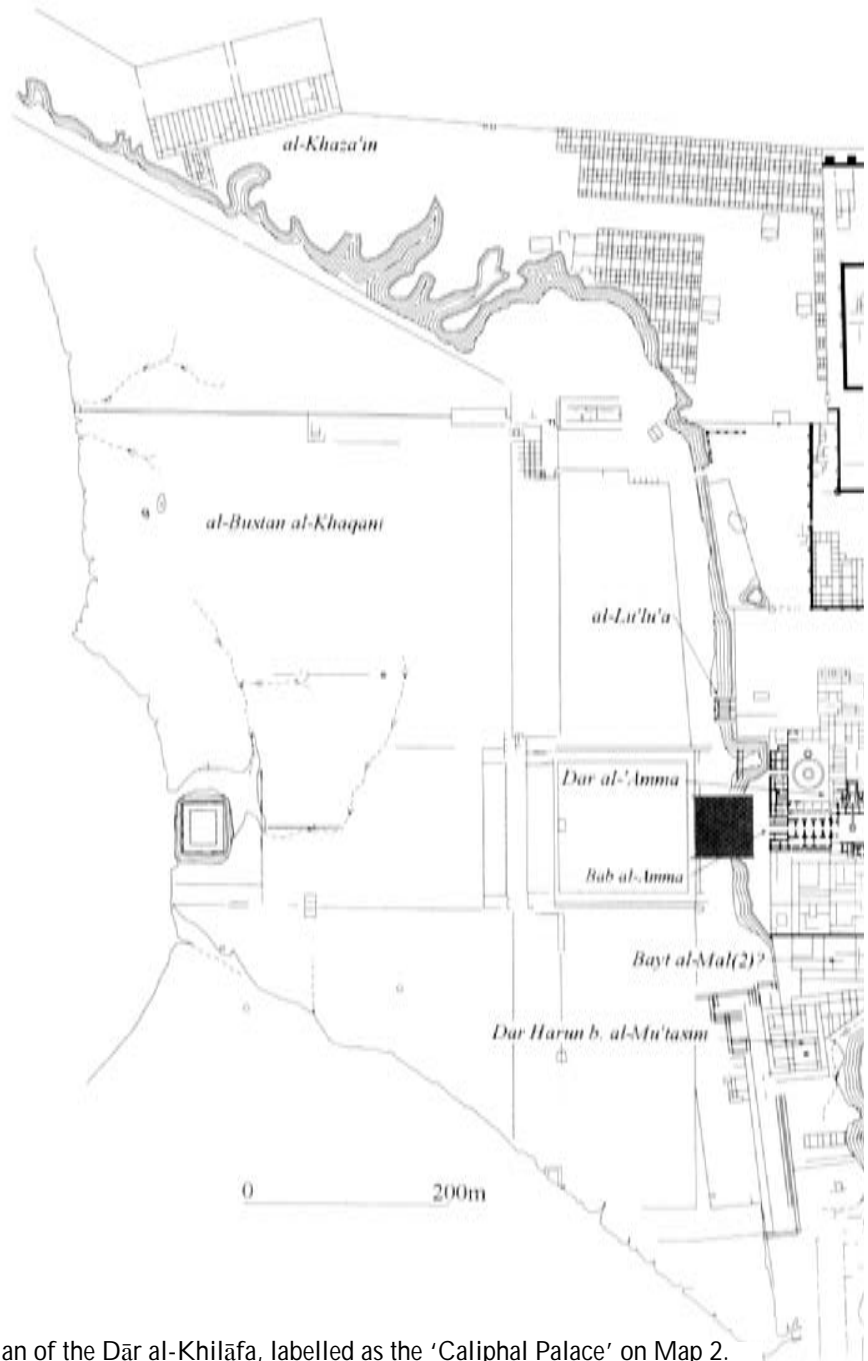 al-Khaza'in
al-Bustan al-Khaqani
al-Lu'lu'a
Dar al-'Amma
Bab al-Amma
Bayt al-Mal(2)?
Dar Harun b. al-Mu'tasim
0 200m
an of the Dār al-Khilāfa, labelled as the ‘Caliphal Palace’ on Map 2.